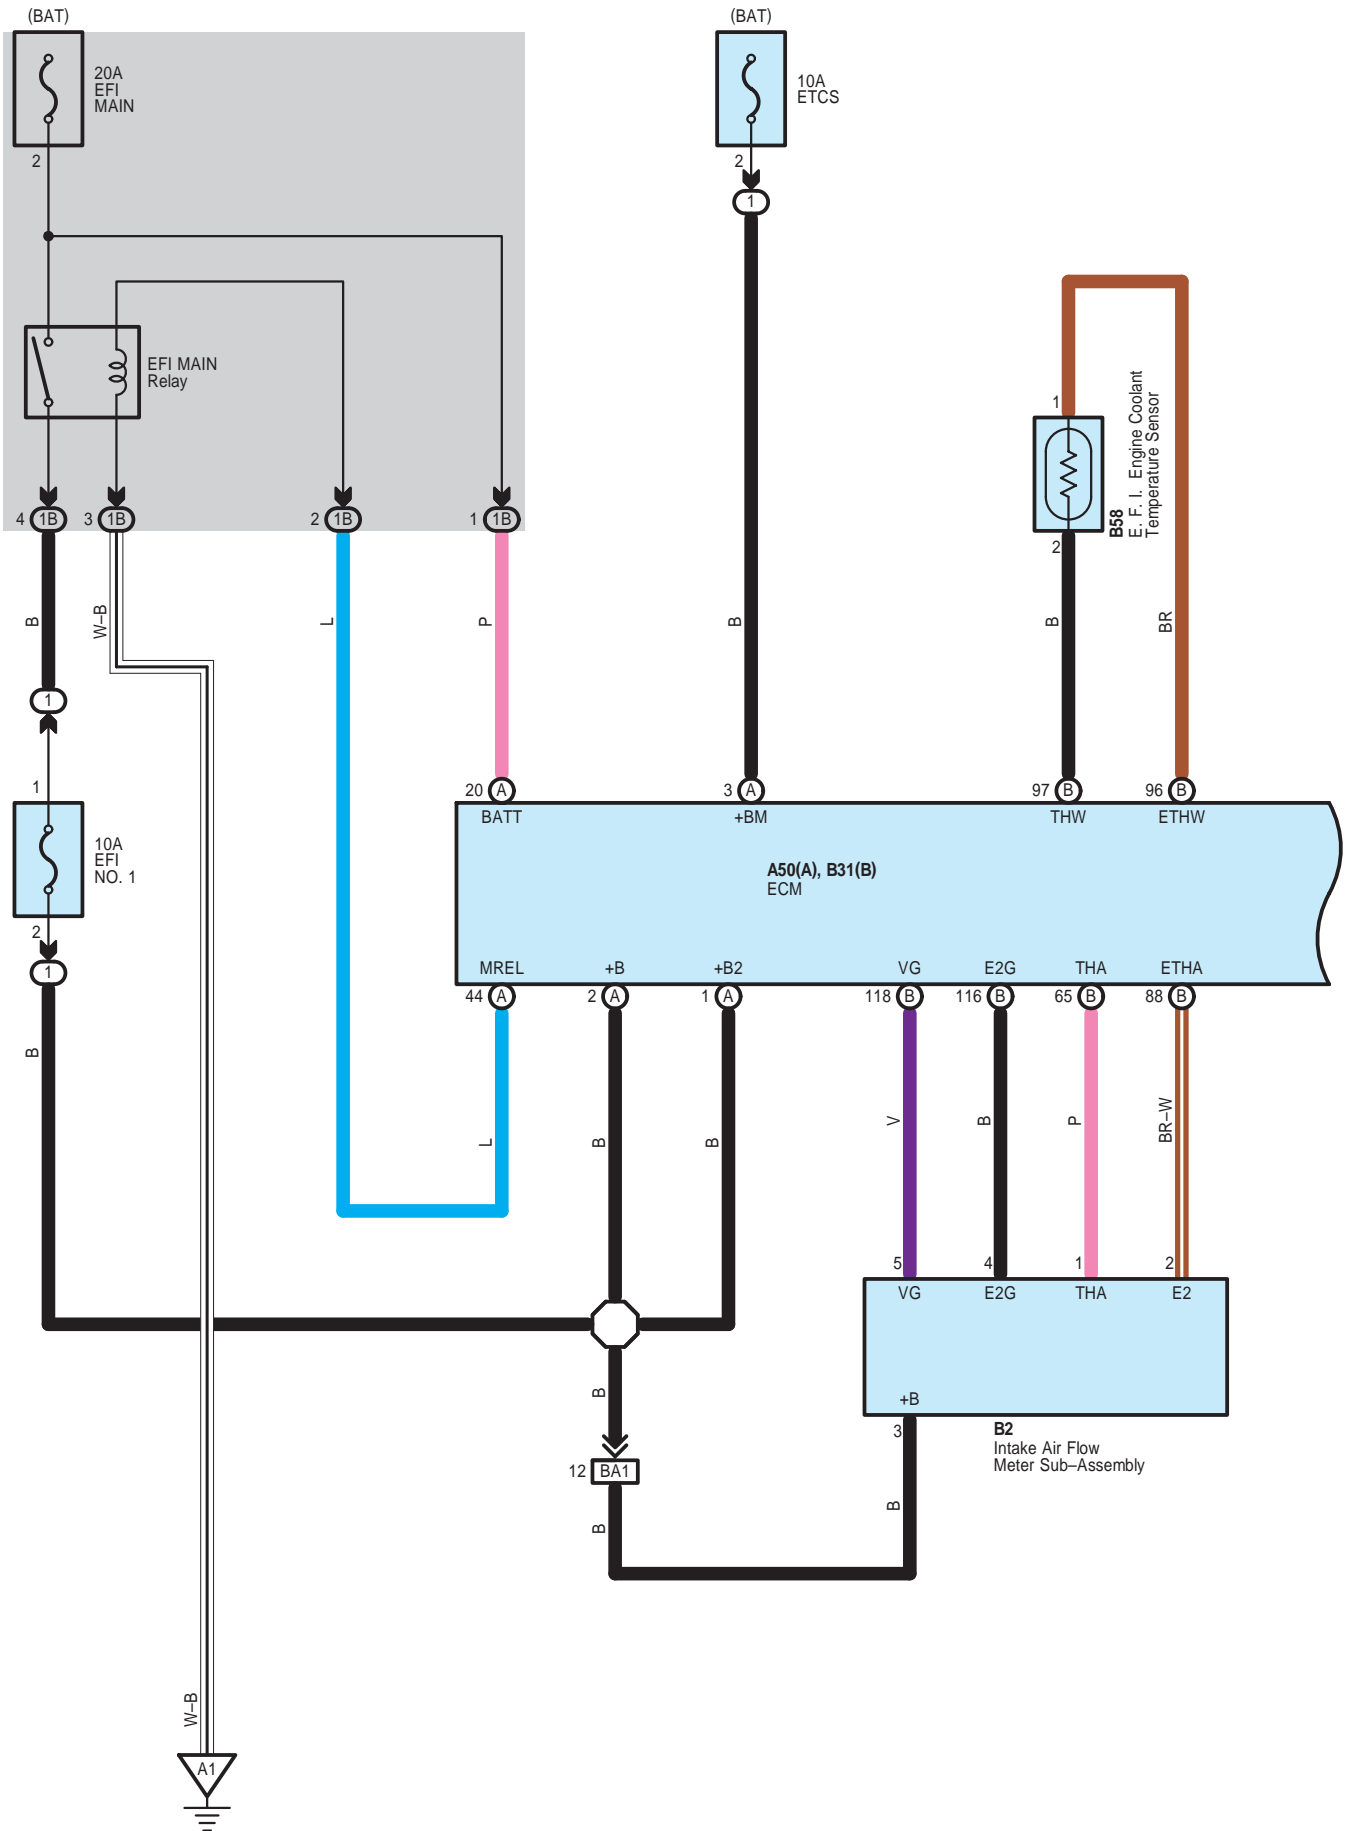 (BAT)
(BAT)
20A
EFI
MAIN
10A
ETCS
2
2
1
EFI MAIN
Relay
1
B58
E. F. I. Engine Coolant
Temperature Sensor
2
4 1B
3 1B
2 1B
1 1B
B
W–B
L
P
B
B
BR
1
1
10A
EFI
NO. 1
2
1
20 A
3 A
97 B
96 B
BATT
+BM
THW
ETHW
A50(A), B31(B)
ECM
MREL
+B
+B2
VG
E2G
THA
ETHA
44 A
2 A
1 A
118 B
116 B
65 B
88 B
B
L
B
B
V
B
P
BR–W
5
4
1
2
VG
E2G
THA
E2
+B
3
B2
Intake Air Flow
Meter Sub–Assembly
B
12 BA1
B
B
W–B
A1